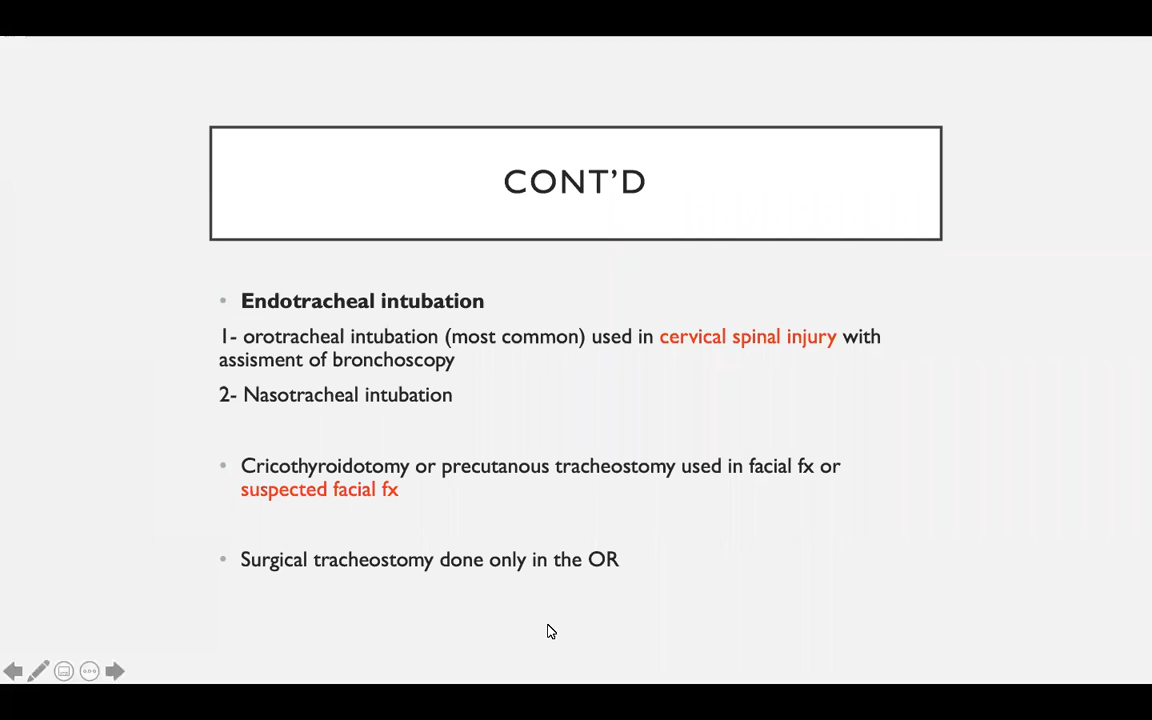 CONT’D
• Endotracheal intubation
1- orotracheal intubation (most common) used in cervical spinal injury with
assisment of bronchoscopy
2- Nasotracheal intubation
• Cricothyroidotomy or precutanous tracheostomy used in facial fx or
suspected facial fx
• Surgical tracheostomy done only in the OR